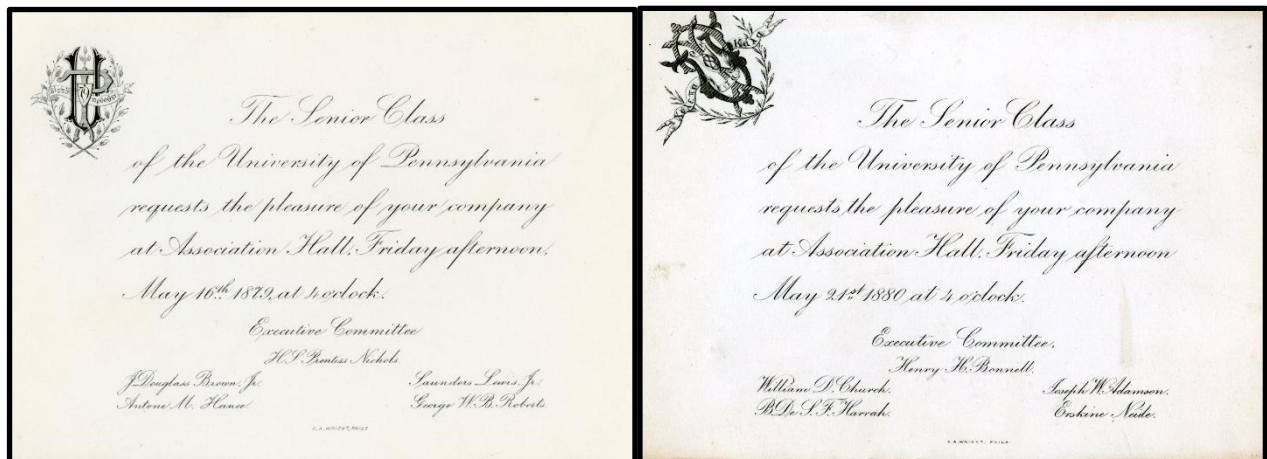 The Senior Class
of the University of Pennsylvania
requests the pleasure of your company
at Association Hall, Friday afternoon,
May 16th 1879, at 4 o'clock.
Executive Committee
H.S. Prentiss Nichols.
J. Douglass Brown, Jr.
Saunders Lewis, Jr.
Antone M. Hance.
George W.B. Roberts.
C.A. WRIGHT, PHILA
The Senior Class
of the University of Pennsylvania
requests the pleasure of your company
at Association Hall, Friday afternoon
May 21st 1880 at 4 o'clock.
Executive Committee.
Henry H. Bonnell.
William D. Church.
Joseph W. Adamson.
B. De S.F. Harrah.
Erskine Neide.
C.A. WRIGHT, PHILA.